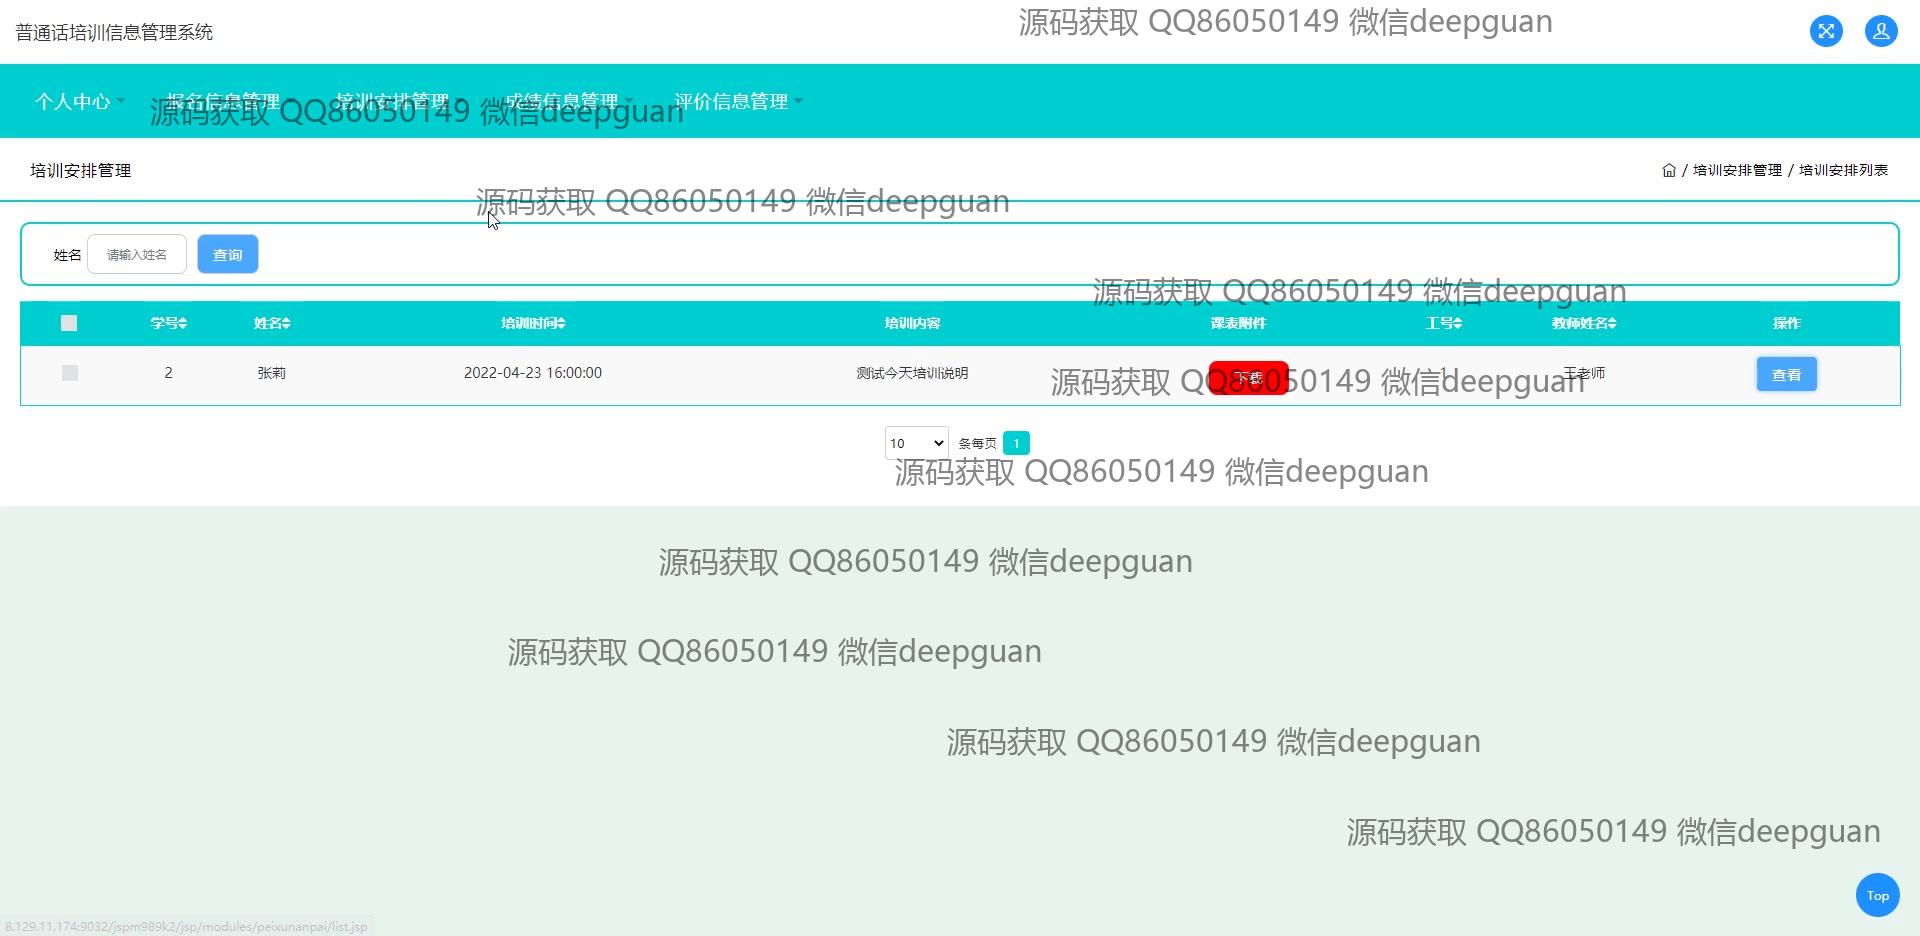 普通话培训信息管理系统
源码获取 QQ86050149 微信deepguan
个人中心 报名信息管理 培训安排管理 成绩信息管理 评价信息管理
源码获取 QQ86050149 微信deepguan
培训安排管理
/ 培训安排管理 / 培训安排列表
源码获取 QQ86050149 微信deepguan
姓名 请输入姓名 查询
源码获取 QQ86050149 微信deepguan
学号 姓名 培训时间 培训内容 课表附件 工号 教师姓名 操作
2 张莉 2022-04-23 16:00:00 测试今天培训说明 下载 1 王老师 查看
源码获取 QQ86050149 微信deepguan
10 条每页 1
源码获取 QQ86050149 微信deepguan
源码获取 QQ86050149 微信deepguan
源码获取 QQ86050149 微信deepguan
源码获取 QQ86050149 微信deepguan
源码获取 QQ86050149 微信deepguan
Top
8.129.11.174:9032/jspm989k2/jsp/modules/peixunanpai/list.jsp